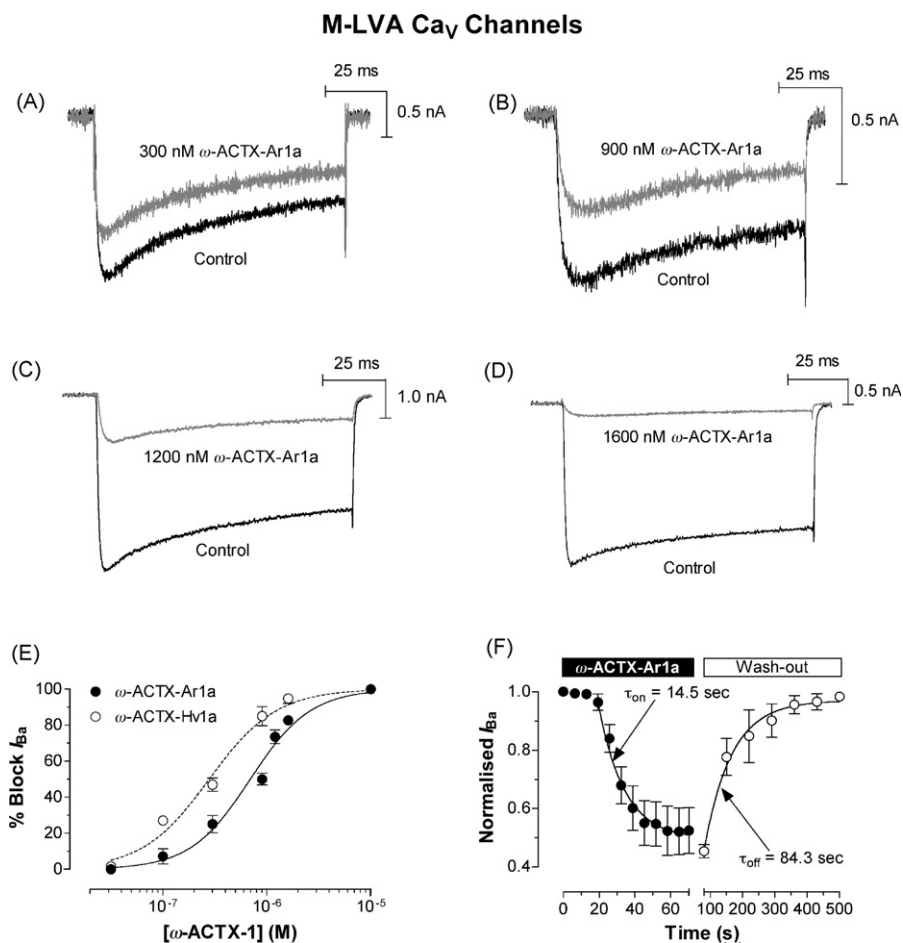 M-LVA CaV Channels
(A)
25 ms
0.5 nA
300 nM ω-ACTX-Ar1a
Control
(B)
25 ms
0.5 nA
900 nM ω-ACTX-Ar1a
Control
(C)
25 ms
1.0 nA
1200 nM ω-ACTX-Ar1a
Control
(D)
25 ms
0.5 nA
1600 nM ω-ACTX-Ar1a
Control
(E)
ω-ACTX-Ar1a
ω-ACTX-Hv1a
% Block IBa
100
80
60
40
20
0
10-7
10-6
10-5
[ω-ACTX-1] (M)
(F)
ω-ACTX-Ar1a
Wash-out
τon = 14.5 sec
τoff = 84.3 sec
Normalised IBa
1.0
0.8
0.6
0.4
0 20 40 60 100 200 300 400 500
Time (s)